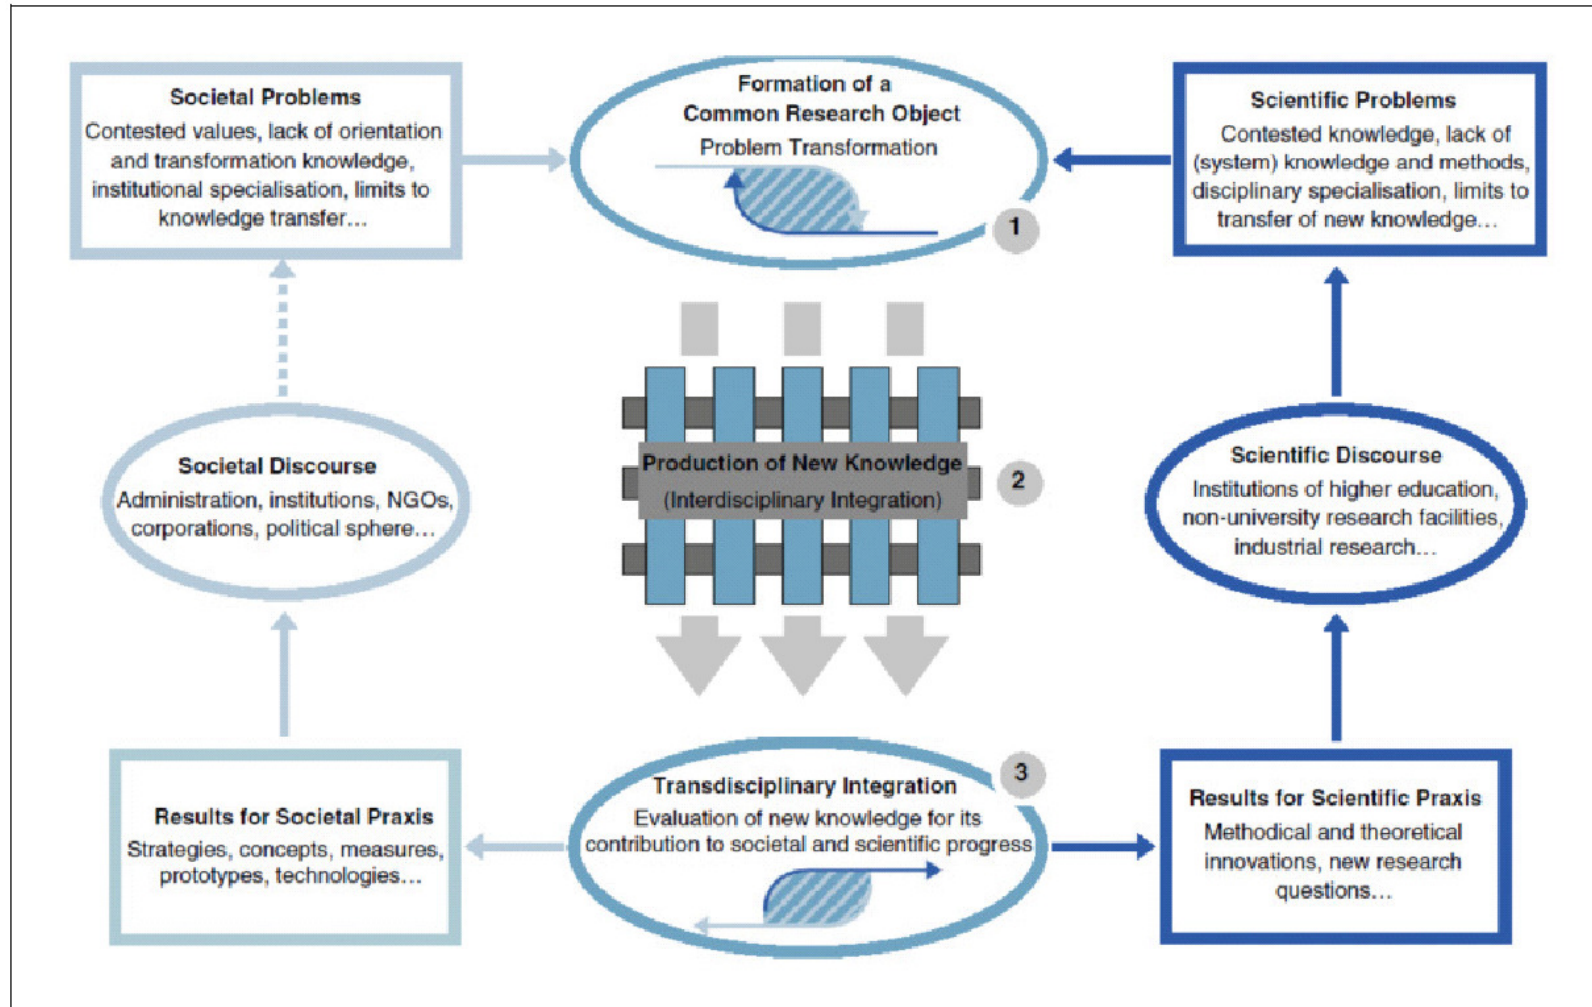 Societal Problems
Contested values, lack of orientation
and transformation knowledge,
institutional specialisation, limits to
knowledge transfer…
Formation of a
Common Research Object
Problem Transformation
1
Scientific Problems
Contested knowledge, lack of
(system) knowledge and methods,
disciplinary specialisation, limits to
transfer of new knowledge…
Societal Discourse
Administration, institutions, NGOs,
corporations, political sphere…
Production of New Knowledge
(Interdisciplinary Integration)
2
Scientific Discourse
Institutions of higher education,
non-university research facilities,
industrial research…
Results for Societal Praxis
Strategies, concepts, measures,
prototypes, technologies…
3
Transdisciplinary Integration
Evaluation of new knowledge for its
contribution to societal and scientific progress
Results for Scientific Praxis
Methodical and theoretical
innovations, new research
questions…